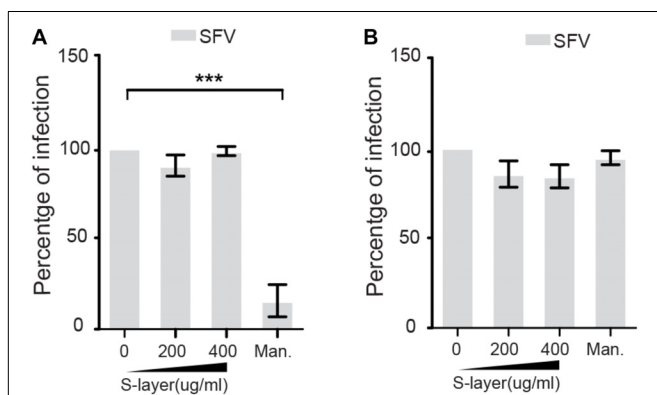 A
SFV
150
***
100
50
0
Percentge of infection
0 200 400 Man.
S-layer(ug/ml)
B
SFV
150
100
50
0
Percentge of infection
0 200 400 Man.
S-layer(ug/ml)